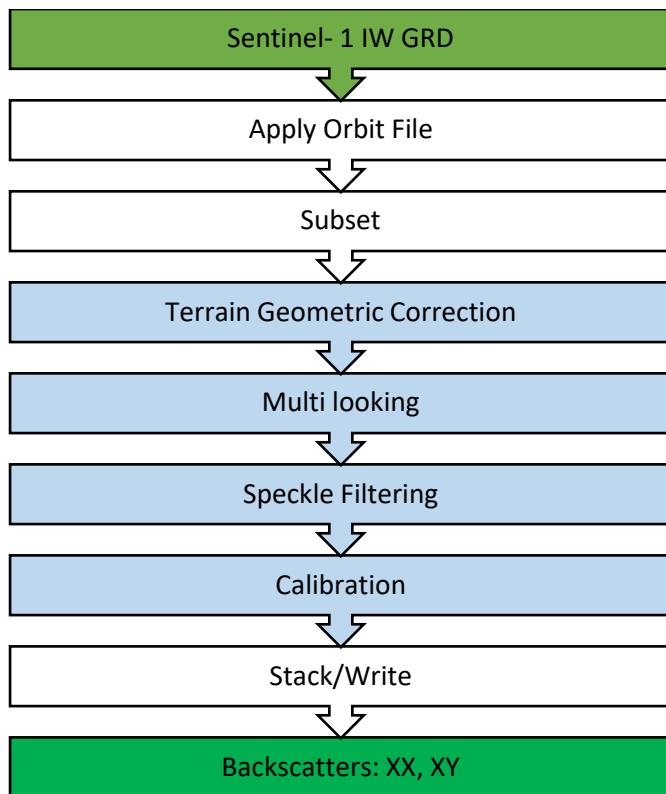 Sentinel- 1 IW GRD
Apply Orbit File
Subset
Terrain Geometric Correction
Multi looking
Speckle Filtering
Calibration
Stack/Write
Backscatters: XX, XY